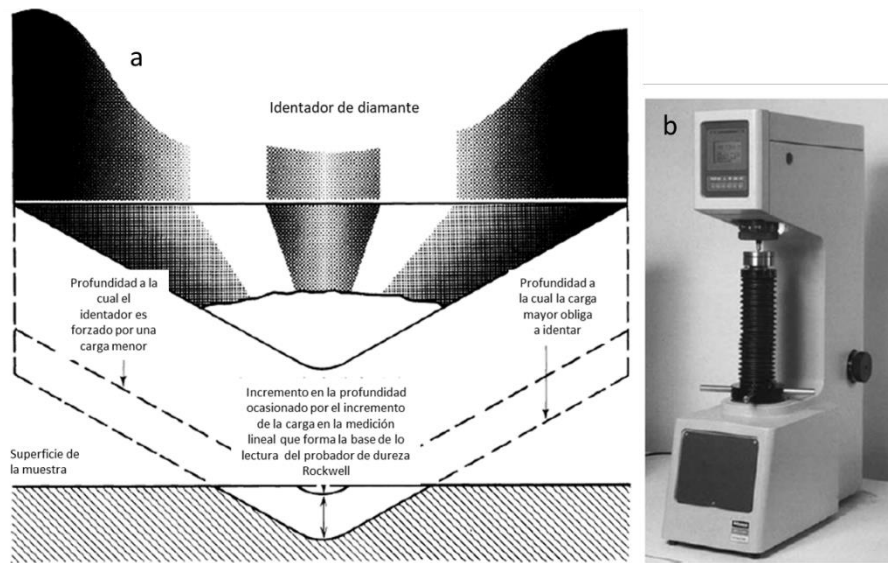 a
Identador de diamante
b
Profundidad a la
cual el
identador es
forzado por una
carga menor
Profundidad a
la cual la carga
mayor obliga
a identar
Incremento en la profundidad
ocasionado por el incremento
de la carga en la medición
lineal que forma la base de lo
lectura del probador de dureza
Rockwell
Superficie de
la muestra